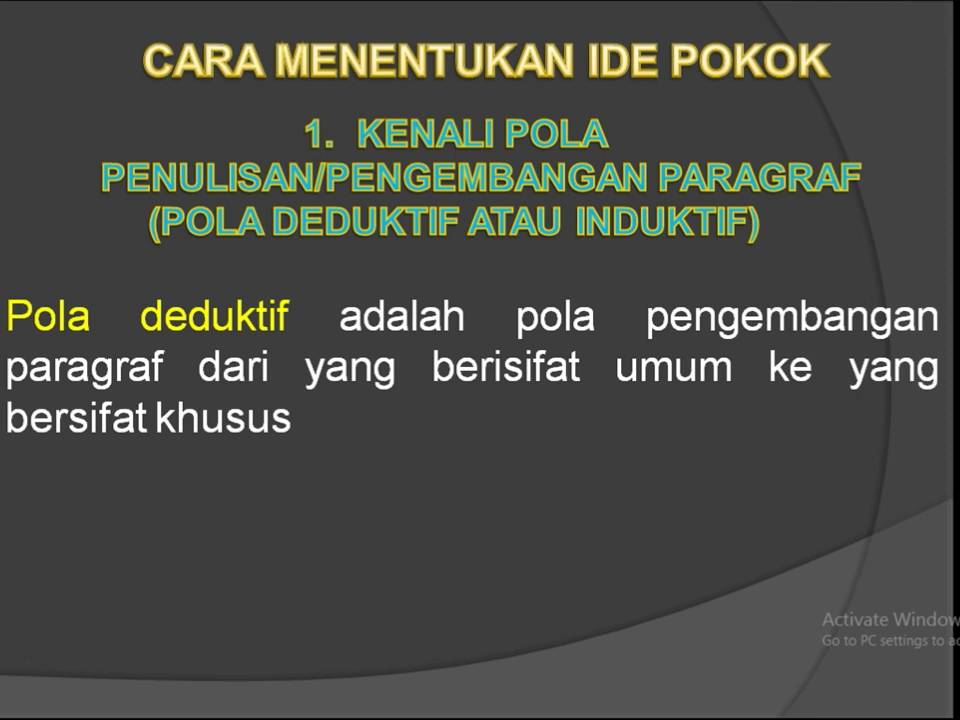 CARA MENENTUKAN IDE POKOK
1. KENALI POLA
PENULISAN/PENGEMBANGAN PARAGRAF
(POLA DEDUKTIF ATAU INDUKTIF)
Pola deduktif adalah pola pengembangan
paragraf dari yang berisifat umum ke yang
bersifat khusus
Activate Window
Go to PC settings to ac